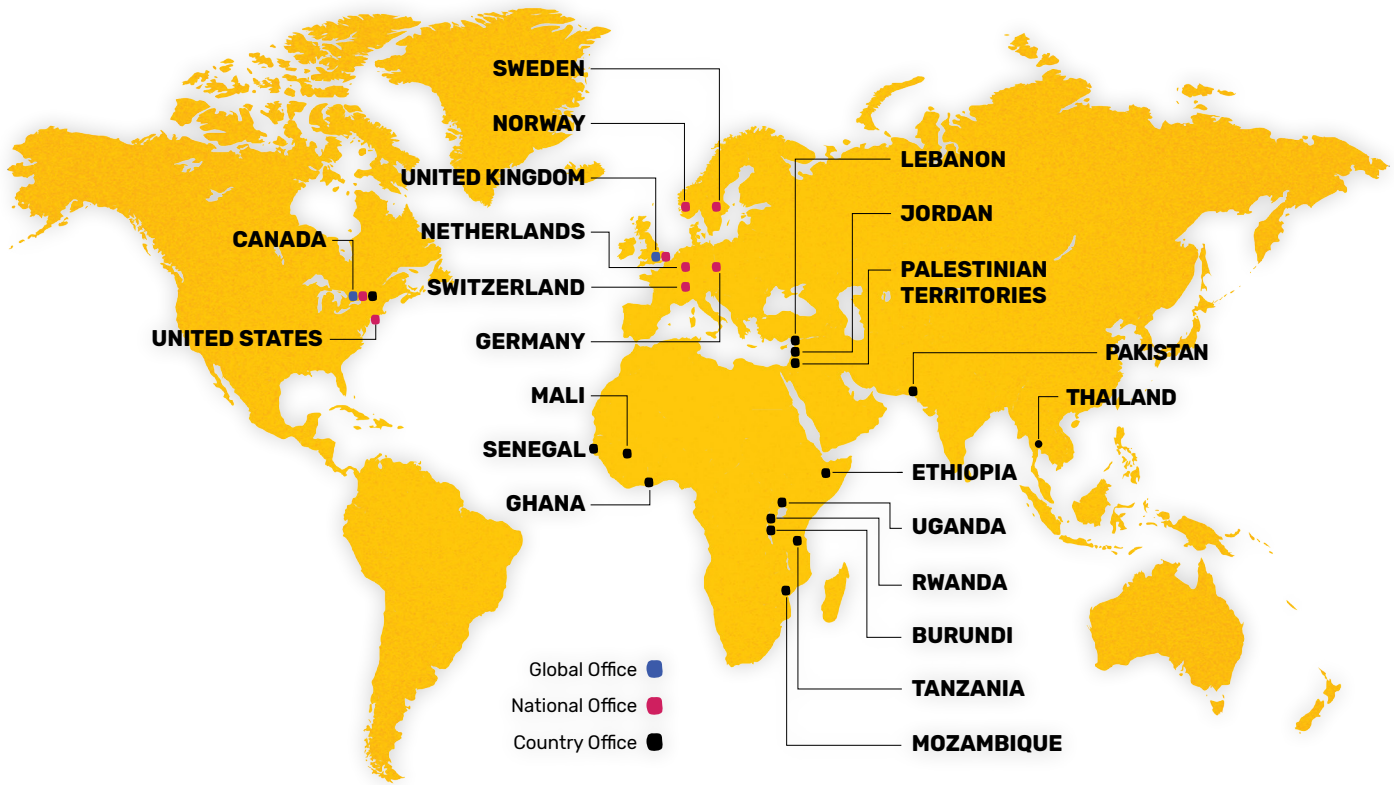 SWEDEN
NORWAY
UNITED KINGDOM
NETHERLANDS
CANADA
SWITZERLAND
UNITED STATES
GERMANY
MALI
SENEGAL
GHANA
LEBANON
JORDAN
PALESTINIAN
TERRITORIES
PAKISTAN
THAILAND
ETHIOPIA
UGANDA
RWANDA
BURUNDI
TANZANIA
MOZAMBIQUE
Global Office
National Office
Country Office